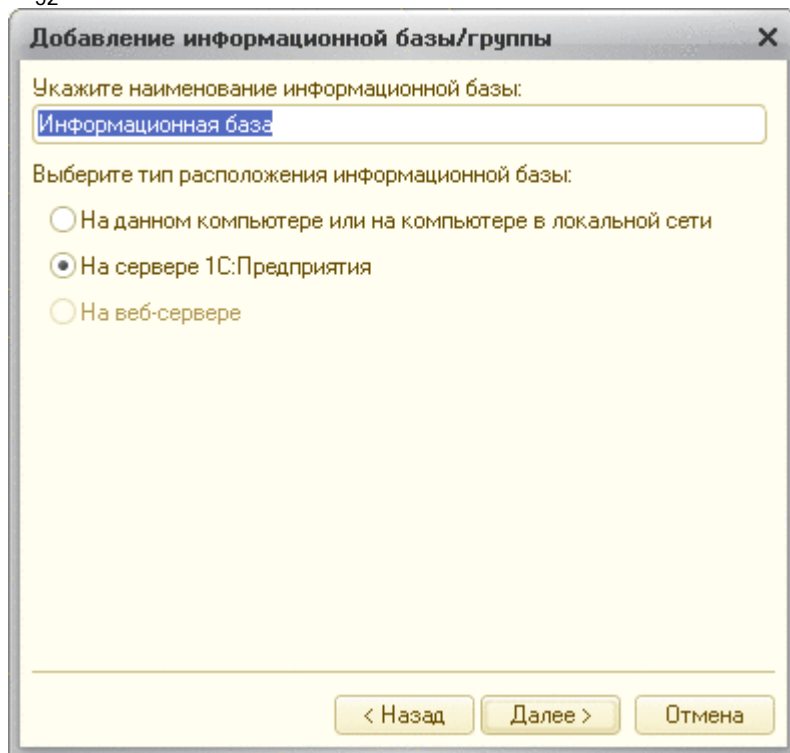 Добавление информационной базы/группы
Укажите наименование информационной базы:
Информационная база
Выберите тип расположения информационной базы:
На данном компьютере или на компьютере в локальной сети
На сервере 1С:Предприятия
На веб-сервере
< Назад Далее > Отмена